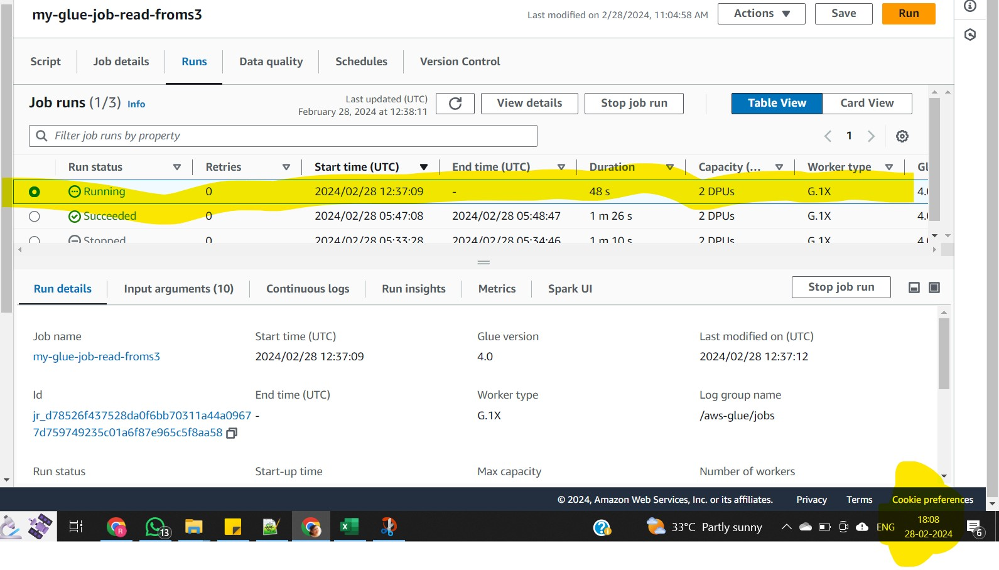 my-glue-job-read-froms3
Last modified on 2/28/2024, 11:04:58 AM
Actions
Save
Run
Script
Job details
Runs
Data quality
Schedules
Version Control
Job runs (1/3) Info
Last updated (UTC)
February 28, 2024 at 12:38:11
View details
Stop job run
Table View
Card View
Filter job runs by property
1
Run status Retries Start time (UTC) End time (UTC) Duration Capacity (... Worker type Gl
Running 0 2024/02/28 12:37:09 - 48 s 2 DPUs G.1X 4.0
Succeeded 0 2024/02/28 05:47:08 2024/02/28 05:48:47 1 m 26 s 2 DPUs G.1X 4.0
Stopped 0 2024/02/28 05:33:28 2024/02/28 05:34:46 1 m 10 s 2 DPUs G.1X 4.0
Run details
Input arguments (10)
Continuous logs
Run insights
Metrics
Spark UI
Stop job run
Job name Start time (UTC) Glue version Last modified on (UTC)
my-glue-job-read-froms3 2024/02/28 12:37:09 4.0 2024/02/28 12:37:12
Id End time (UTC) Worker type Log group name
jr_d78526f437528da0f6bb70311a44a0967 - G.1X /aws-glue/jobs
7d759749235c01a6f87e965c5f8aa58
Run status Start-up time Max capacity Number of workers
© 2024, Amazon Web Services, Inc. or its affiliates. Privacy Terms Cookie preferences
R
13
33°C Partly sunny
ENG
18:08
28-02-2024
6